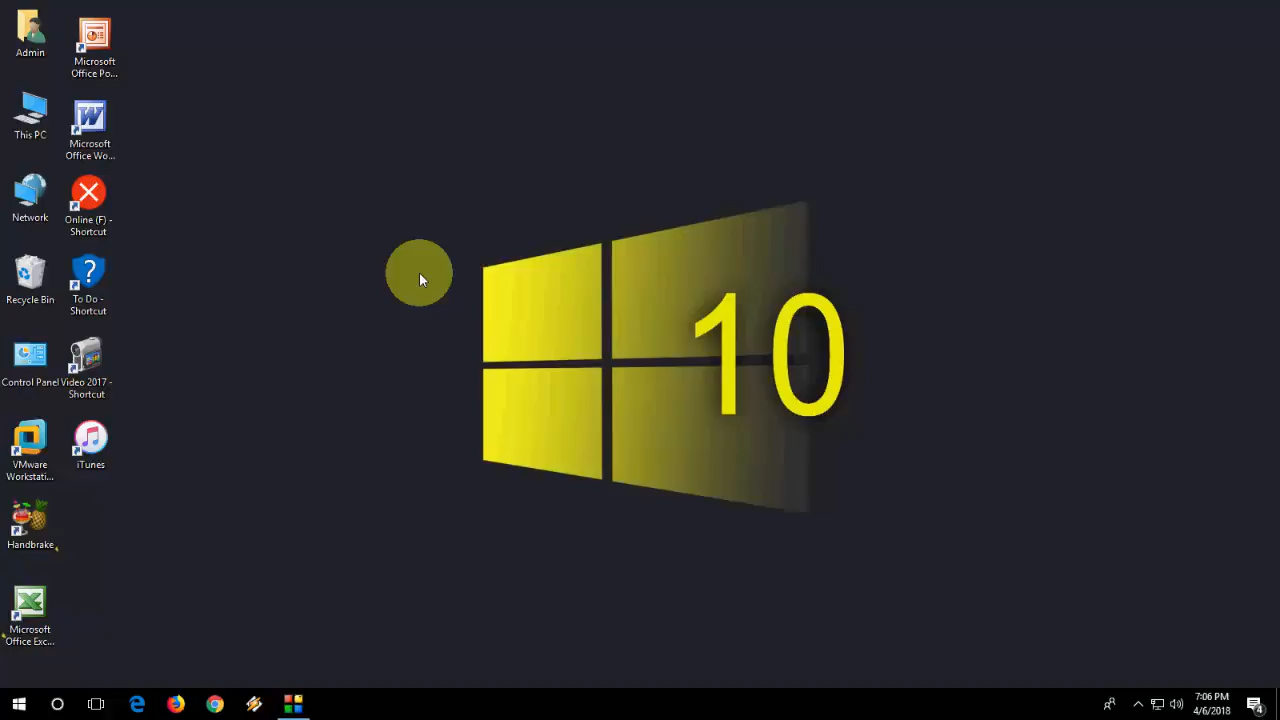 Admin
This PC
Network
Recycle Bin
Control Panel
VMware
Workstati...
Handbrake
Microsoft
Office Exc...
Microsoft
Office Po...
Microsoft
Office Wo...
Online (F) -
Shortcut
To Do -
Shortcut
Video 2017 -
Shortcut
iTunes
10
7:06 PM
4/6/2018
4